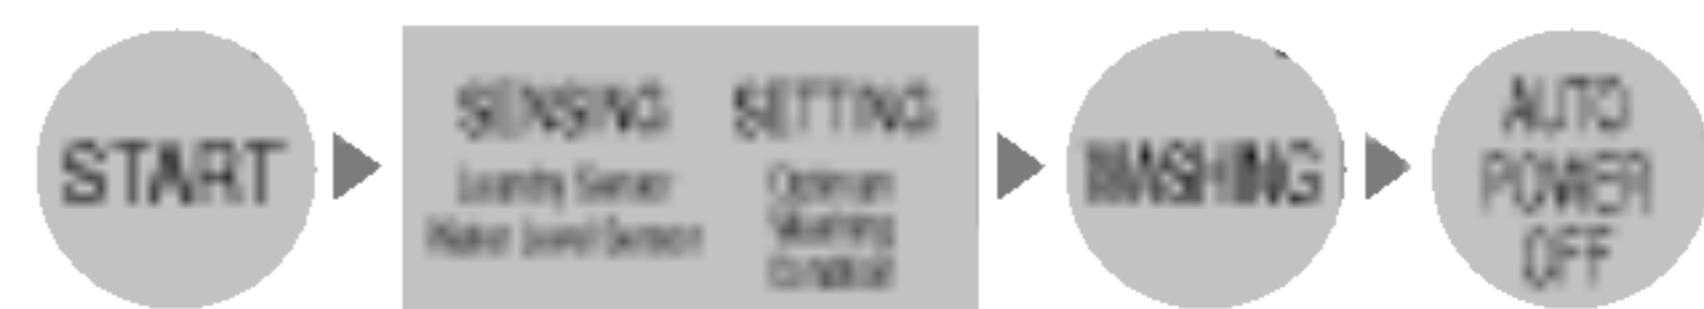 START
SENSING
Laundry Sensor
Water Level Sensor
SETTING
Optimum
Washing
Condition
WASHING
AUTO
POWER
OFF